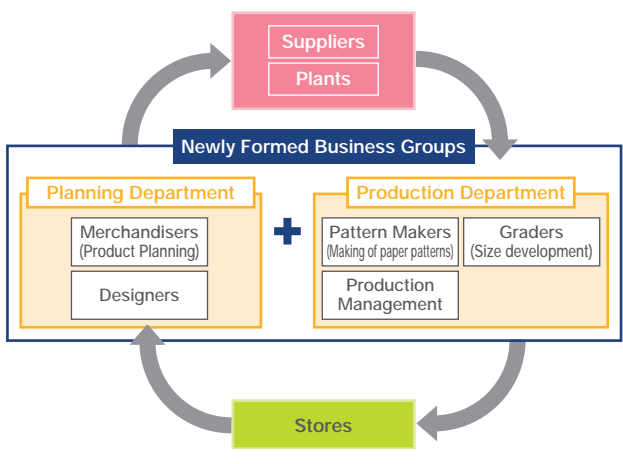 Suppliers
Plants
Newly Formed Business Groups
Planning Department
Merchandisers
(Product Planning)
Designers
Production Department
Pattern Makers
(Making of paper patterns)
Graders
(Size development)
Production
Management
Stores